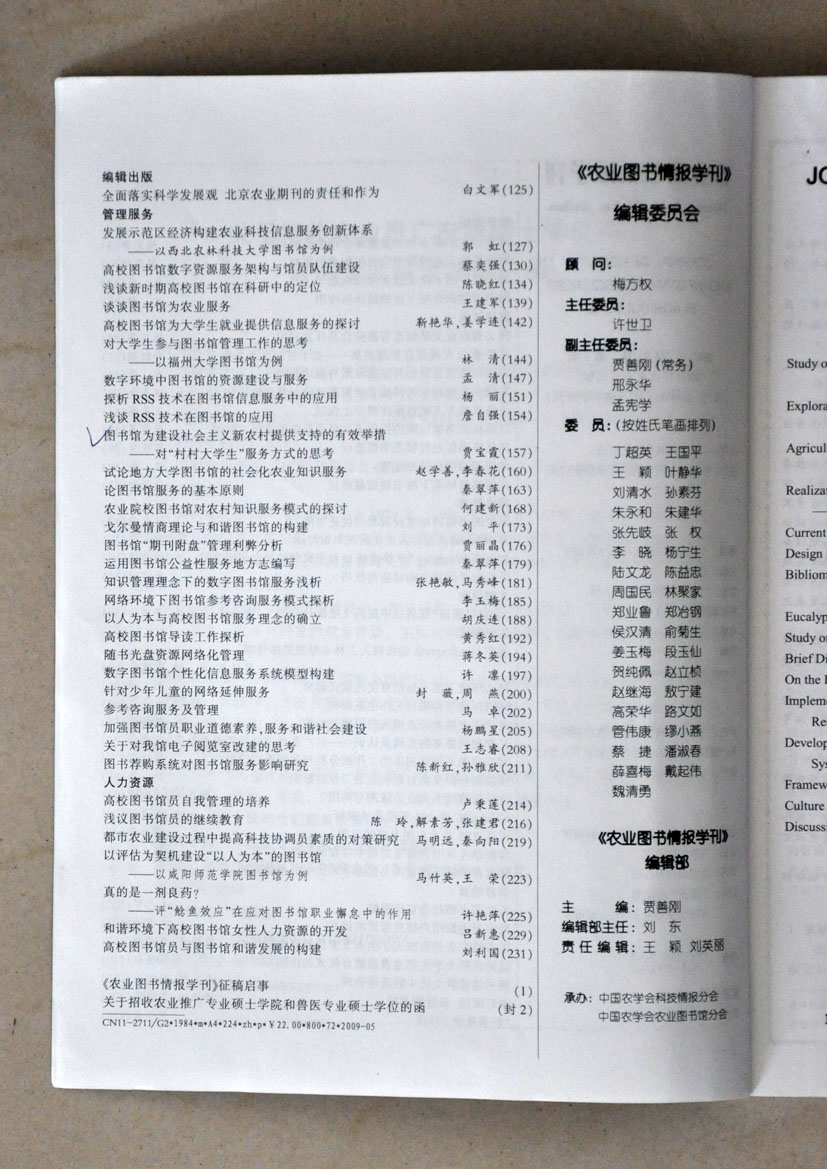 编辑出版
全面落实科学发展观 北京农业期刊的责任和作为 白文军(125)
管理服务
发展示范区经济构建农业科技信息服务创新体系
——以西北农林科技大学图书馆为例 郭 虹(127)
高校图书馆数字资源服务架构与馆员队伍建设 蔡奕强(130)
浅谈新时期高校图书馆在科研中的定位 陈晓红(134)
谈谈图书馆为农业服务 王建军(139)
高校图书馆为大学生就业提供信息服务的探讨 靳艳华,姜学连(142)
对大学生参与图书馆管理工作的思考
——以福州大学图书馆为例 林 清(144)
数字环境中图书馆的资源建设与服务 孟 清(147)
探析 RSS 技术在图书馆信息服务中的应用 杨 丽(151)
浅谈 RSS 技术在图书馆的应用 詹自强(154)
图书馆为建设社会主义新农村提供支持的有效举措
——对“村村大学生”服务方式的思考 贾宝霞(157)
试论地方大学图书馆的社会化农业知识服务 赵学善,李春花(160)
论图书馆服务的基本原则 秦翠萍(163)
农业院校图书馆对农村知识服务模式的探讨 何建新(168)
戈尔曼情商理论与和谐图书馆的构建 刘 平(173)
图书馆“期刊附盘”管理利弊分析 贾丽晶(176)
运用图书馆公益性服务地方志编写 秦翠萍(179)
知识管理理念下的数字图书馆服务浅析 张艳敏,马秀峰(181)
网络环境下图书馆参考咨询服务模式探析 李玉梅(185)
以人为本与图书馆服务理念的确立 胡庆连(188)
高校图书馆导读工作探析 黄秀红(192)
随书光盘资源网络化管理 蒋冬英(194)
数字图书馆个性化信息服务系统模型构建 许 凛(197)
针对少年儿童的网络延伸服务 封 薇,周 燕(200)
参考咨询服务及管理 马 卓(202)
加强图书馆员职业道德素养,服务和谐社会建设 杨鹏星(205)
关于对我馆电子阅览室改建的思考 王志睿(208)
图书荐购系统对图书馆服务影响研究 陈新红,孙雅欣(211)
人力资源
高校图书馆员自我管理的培养 卢秉莲(214)
浅议图书馆员的继续教育 陈 玲,解素芳,张建君(216)
都市农业建设过程中提高科技协调员素质的对策研究 马明远,秦向阳(219)
以评估为契机建设“以人为本”的图书馆
——以咸阳师范学院图书馆为例 马竹英,王 荣(223)
真的是一剂良药?
——评“鲶鱼效应”在应对图书馆职业懈怠中的作用 许艳萍(225)
和谐环境下高校图书馆女性人力资源的开发 吕新惠(229)
高校图书馆员与图书馆和谐发展的构建 刘利国(231)
《农业图书情报学刊》征稿启事 (1)
关于招收农业推广专业硕士学院和兽医专业硕士学位的函 (封2)
CN11-2711/G2•1984•m•A4•224•zh•p•￥22.00•800•72•2009-05
《农业图书情报学刊》
编辑委员会
顾 问:
梅方权
主任委员:
许世卫
副主任委员:
贾善刚(常务)
邢永华
孟宪学
委 员:(按姓氏笔画排列)
丁超英 王国平
王 颖 叶静华
刘清水 孙素芬
朱永和 朱建华
张先岐 张 权
李 晓 杨宁生
陆文龙 陈益忠
周国民 林聚家
郑业鲁 郑冶钢
侯汉清 俞菊生
姜玉梅 段玉仙
贺纯佩 赵立桢
赵继海 敖宁建
高荣华 路文如
管伟康 缪小燕
蔡 捷 潘淑春
薛喜梅 戴起伟
魏清勇
《农业图书情报学刊》
编辑部
主 编: 贾善刚
编辑部主任: 刘 东
责任编辑: 王 颖 刘英丽
承办: 中国农学会科技情报分会
中国农学会农业图书馆分会
JO
Study o
Explora
Agricul
Realizat
Current
Design
Bibliom
Eucalyp
Study o
Brief Di
On the
Impleme
Re
Develop
Sys
Framew
Culture
Discuss